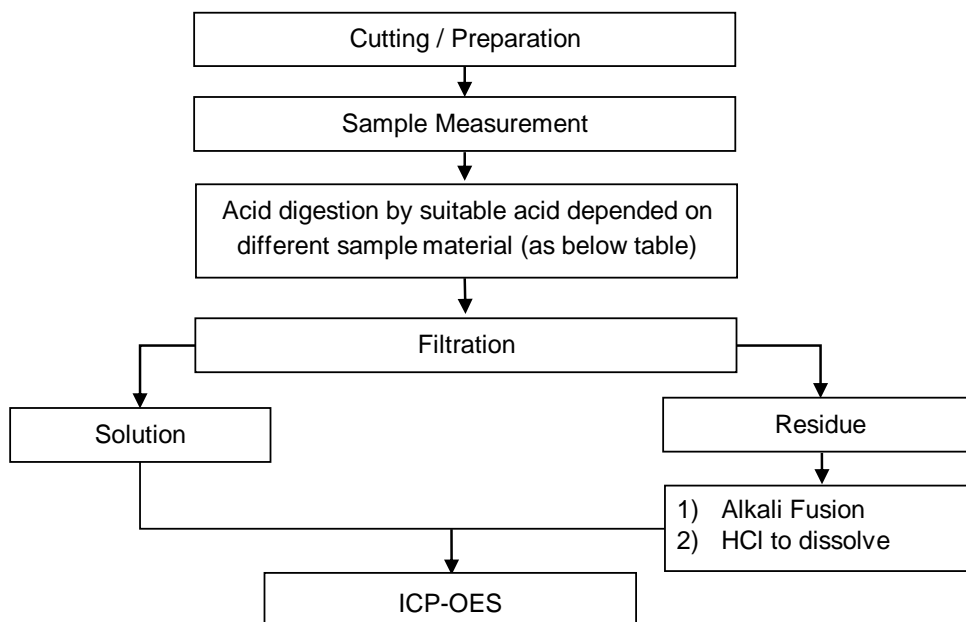 Cutting / Preparation
Sample Measurement
Acid digestion by suitable acid depended on
different sample material (as below table)
Filtration
Solution
Residue
1) Alkali Fusion
2) HCl to dissolve
ICP-OES